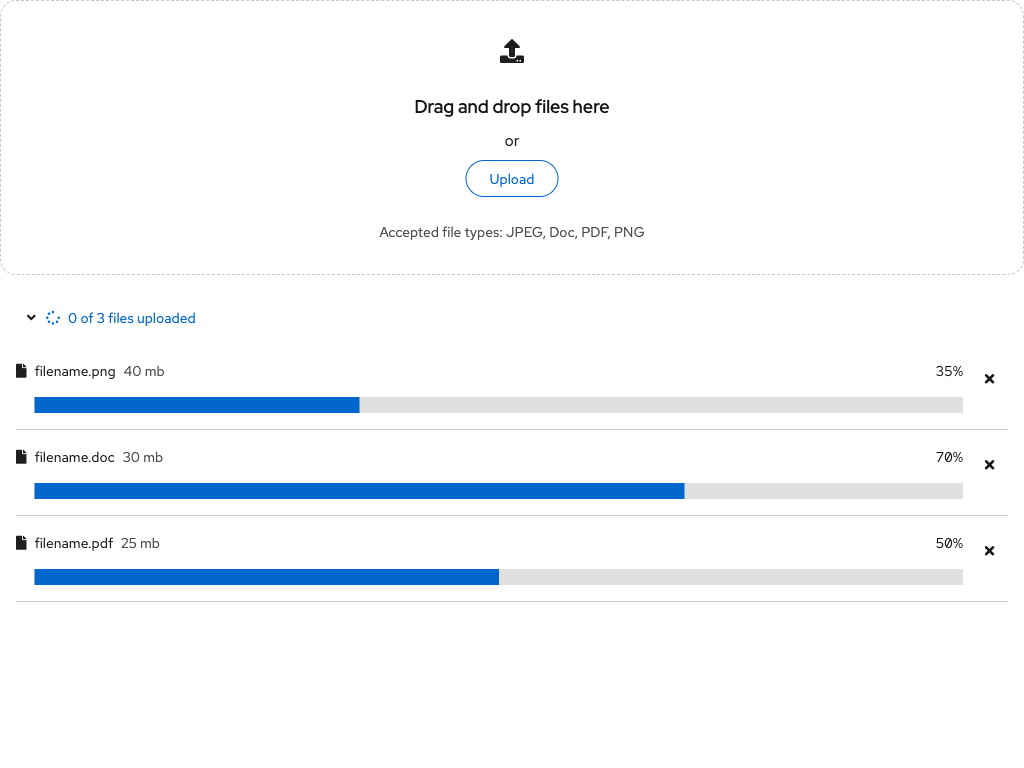 Drag and drop files here
or
Upload
Accepted file types: JPEG, Doc, PDF, PNG
0 of 3 files uploaded
filename.png 40 mb 35%
filename.doc 30 mb 70%
filename.pdf 25 mb 50%